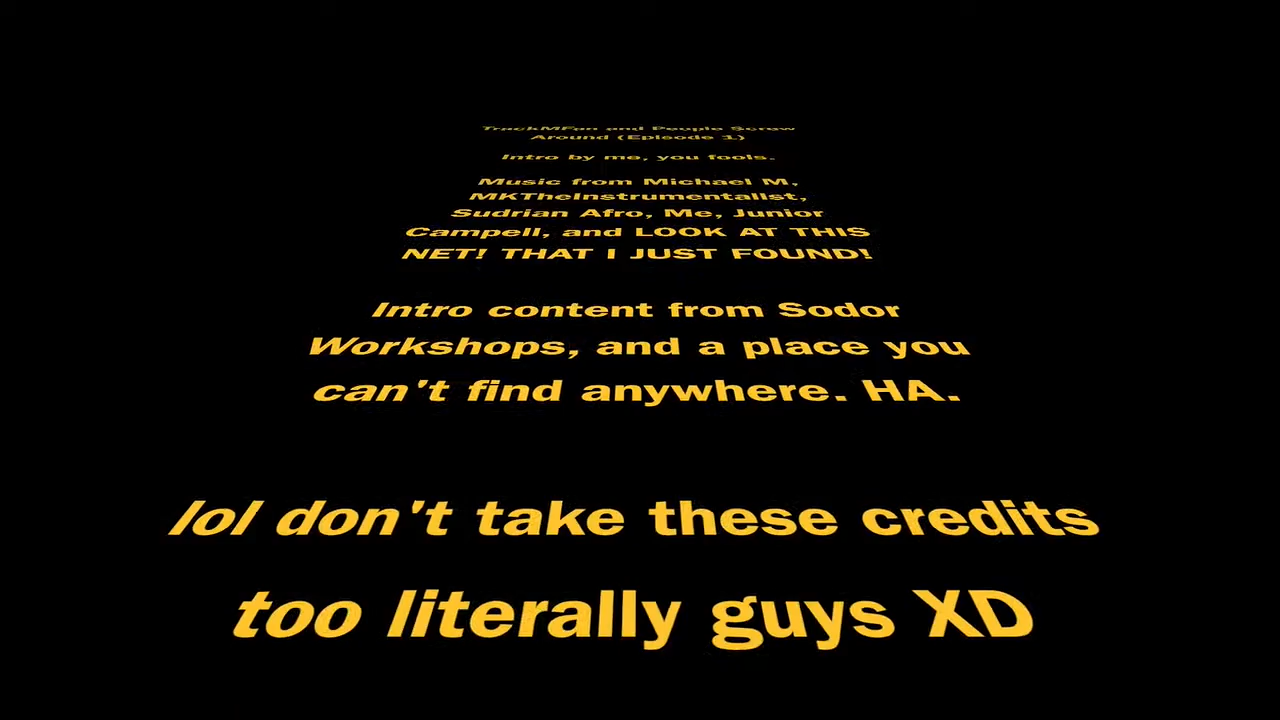 TrackMFan and People Screw
Around (Episode 1)
Intro by me, you fools.
Music from Michael M,
MKTheInstrumentalist,
Sudrian Afro, Me, Junior
Campell, and LOOK AT THIS
NET! THAT I JUST FOUND!
Intro content from Sodor
Workshops, and a place you
can't find anywhere. HA.
lol don't take these credits
too literally guys XD